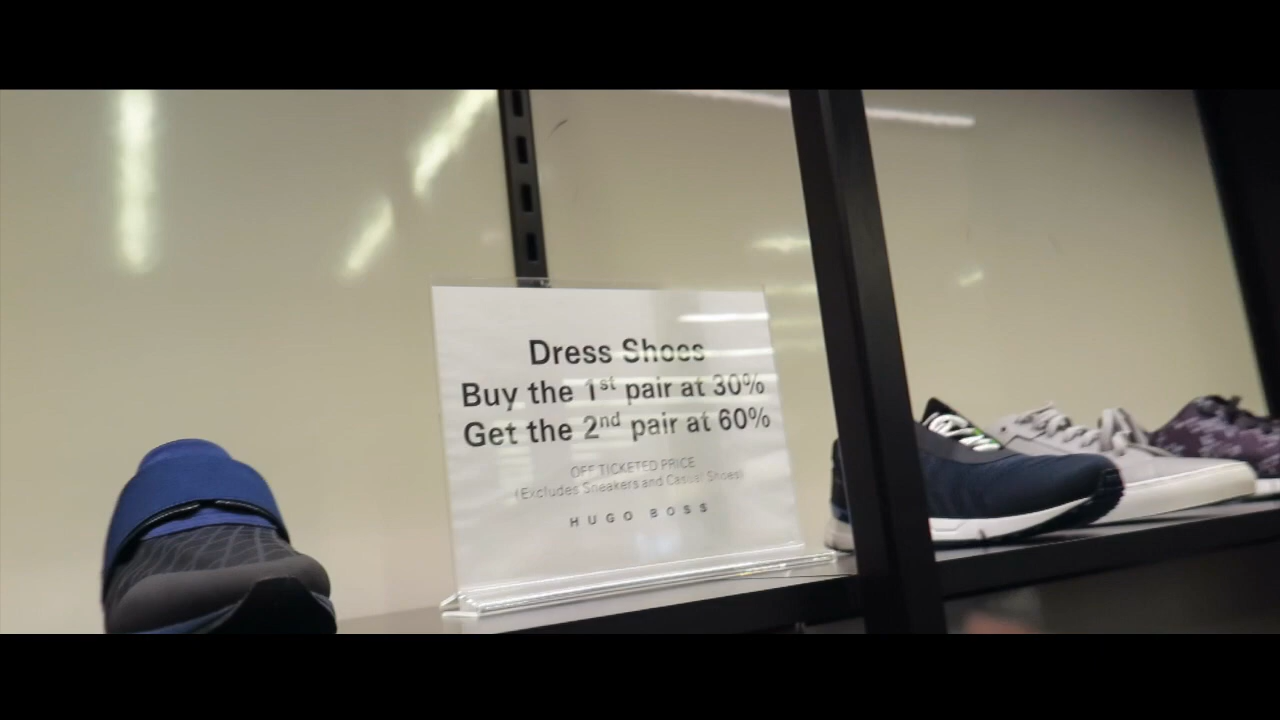 Dress Shoes
Buy the 1st pair at 30%
Get the 2nd pair at 60%
OFF TICKETED PRICE
(Excludes Sneakers and Casual Shoes)
HUGO BOSS